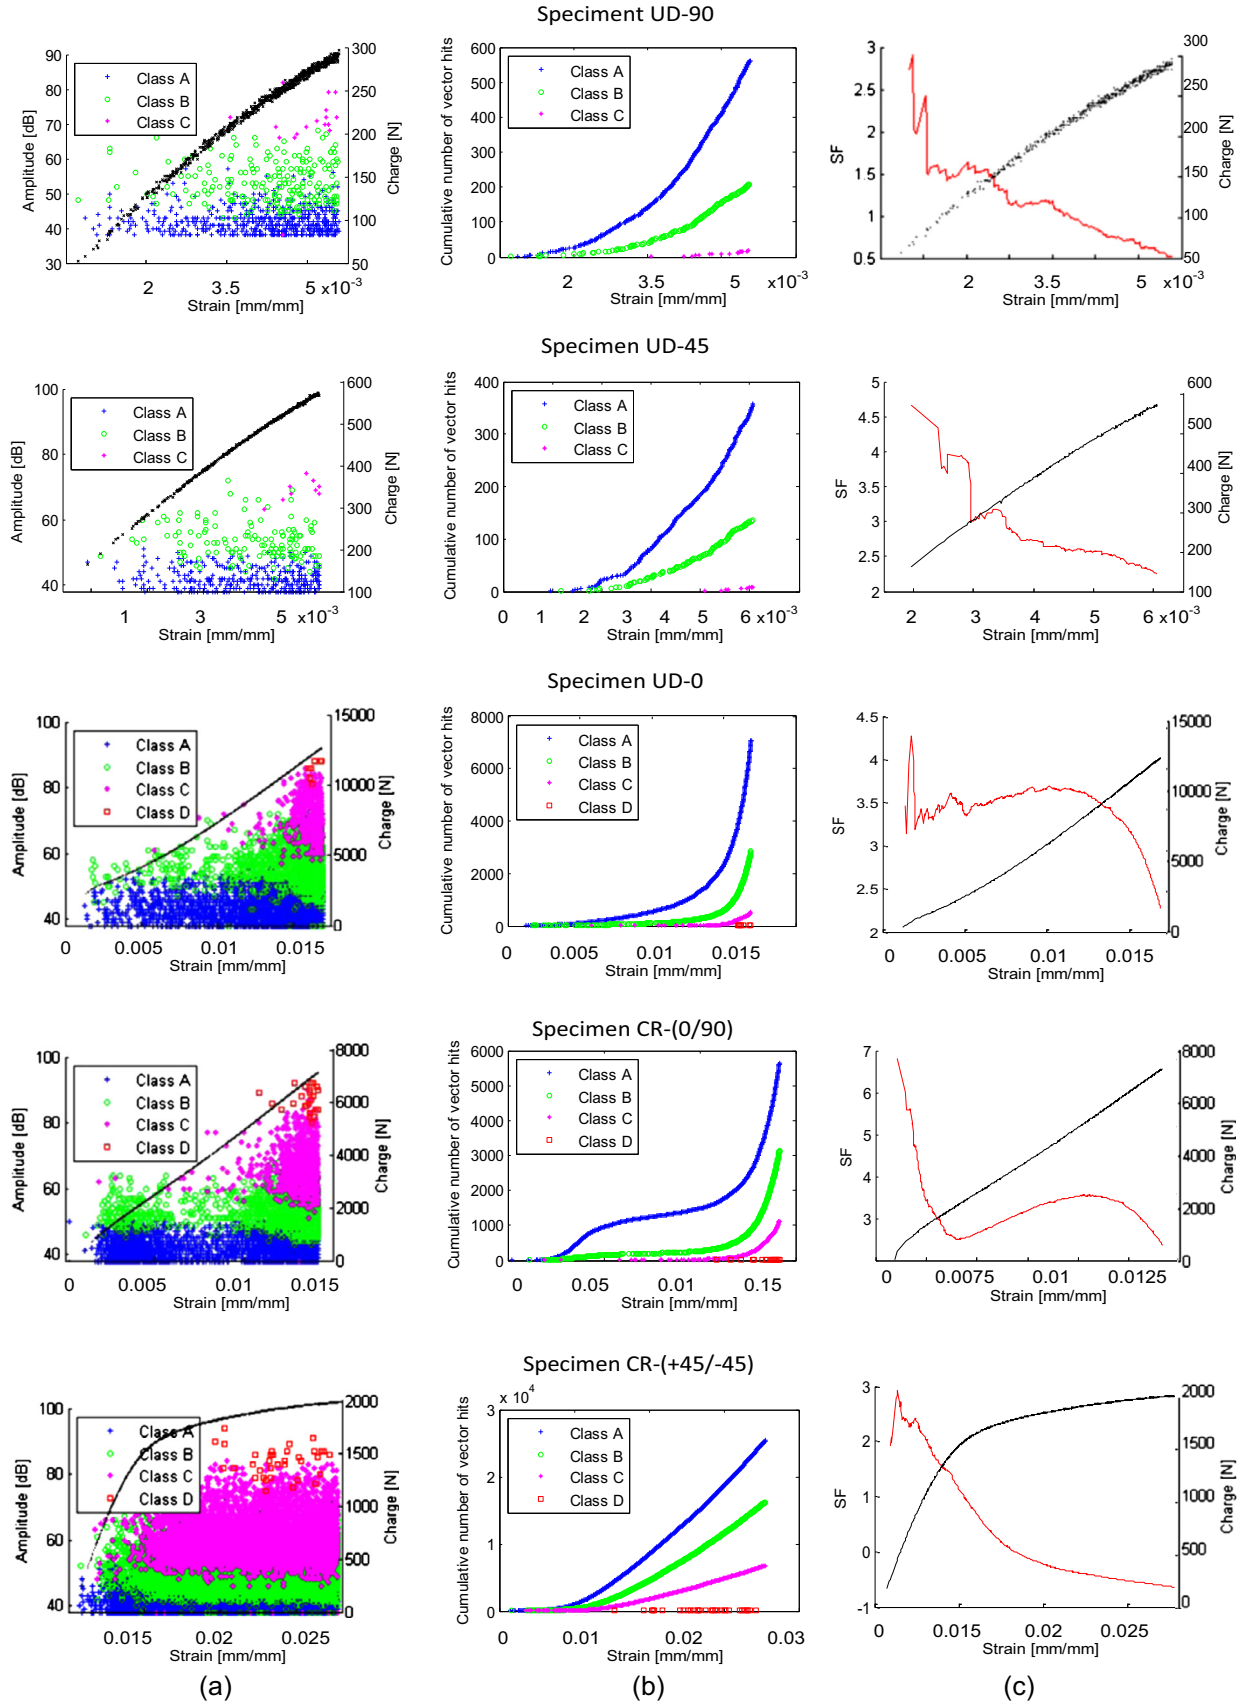 Speciment UD-90
90
80
70
60
50
40
30
Amplitude [dB]
Class A
Class B
Class C
300
250
200
150
100
50
Charge [N]
2
3.5
5 x10-3
Strain [mm/mm]
600
500
400
300
200
100
0
Cumulative number of vector hits
Class A
Class B
Class C
2
3.5
5
x10-3
Strain [mm/mm]
3
2.5
2
1.5
1
0.5
SF
300
250
200
150
100
50
Charge [N]
2
3.5
5 x10-3
Strain [mm/mm]
Specimen UD-45
100
80
60
40
Amplitude [dB]
Class A
Class B
Class C
600
500
400
300
200
100
Charge [N]
1
3
5 x10-3
Strain [mm/mm]
400
300
200
100
0
Cumulative number of vector hits
Class A
Class B
Class C
0
1
2
3
4
5
6 x10-3
Strain [mm/mm]
5
4.5
4
3.5
3
2.5
2
SF
600
500
400
300
200
100
Charge [N]
2
3
4
5
6 x10-3
Strain [mm/mm]
Specimen UD-0
100
80
60
40
Amplitude [dB]
Class A
Class B
Class C
Class D
15000
10000
5000
0
Charge [N]
0
0.005
0.01
0.015
Strain [mm/mm]
8000
6000
4000
2000
0
Cumulative number of vector hits
Class A
Class B
Class C
Class D
0
0.005
0.01
0.015
Strain [mm/mm]
4.5
4
3.5
3
2.5
2
SF
15000
10000
5000
0
Charge [N]
0
0.005
0.01
0.015
Strain [mm/mm]
Specimen CR-(0/90)
100
80
60
40
Amplitude [dB]
Class A
Class B
Class C
Class D
8000
6000
4000
2000
0
Charge [N]
0
0.005
0.01
0.015
Strain [mm/mm]
6000
5000
4000
3000
2000
1000
0
Cumulative number of vector hits
Class A
Class B
Class C
Class D
0
0.05
0.01
0.15
Strain [mm/mm]
7
6
5
4
3
SF
8000
6000
4000
2000
0
Charge [N]
0
0.0075
0.01
0.0125
Strain [mm/mm]
Specimen CR-(+45/-45)
100
80
60
40
Amplitude [dB]
Class A
Class B
Class C
Class D
2000
1500
1000
500
0
Charge [N]
0.015
0.02
0.025
Strain [mm/mm]
x 10 4
3
2
1
0
Cumulative number of vector hits
Class A
Class B
Class C
Class D
0
0.01
0.02
0.03
Strain [mm/mm]
3
2
1
0
-1
SF
2000
1500
1000
500
0
Charge [N]
0
0.015
0.02
0.025
Strain [mm/mm]
(a)
(b)
(c)